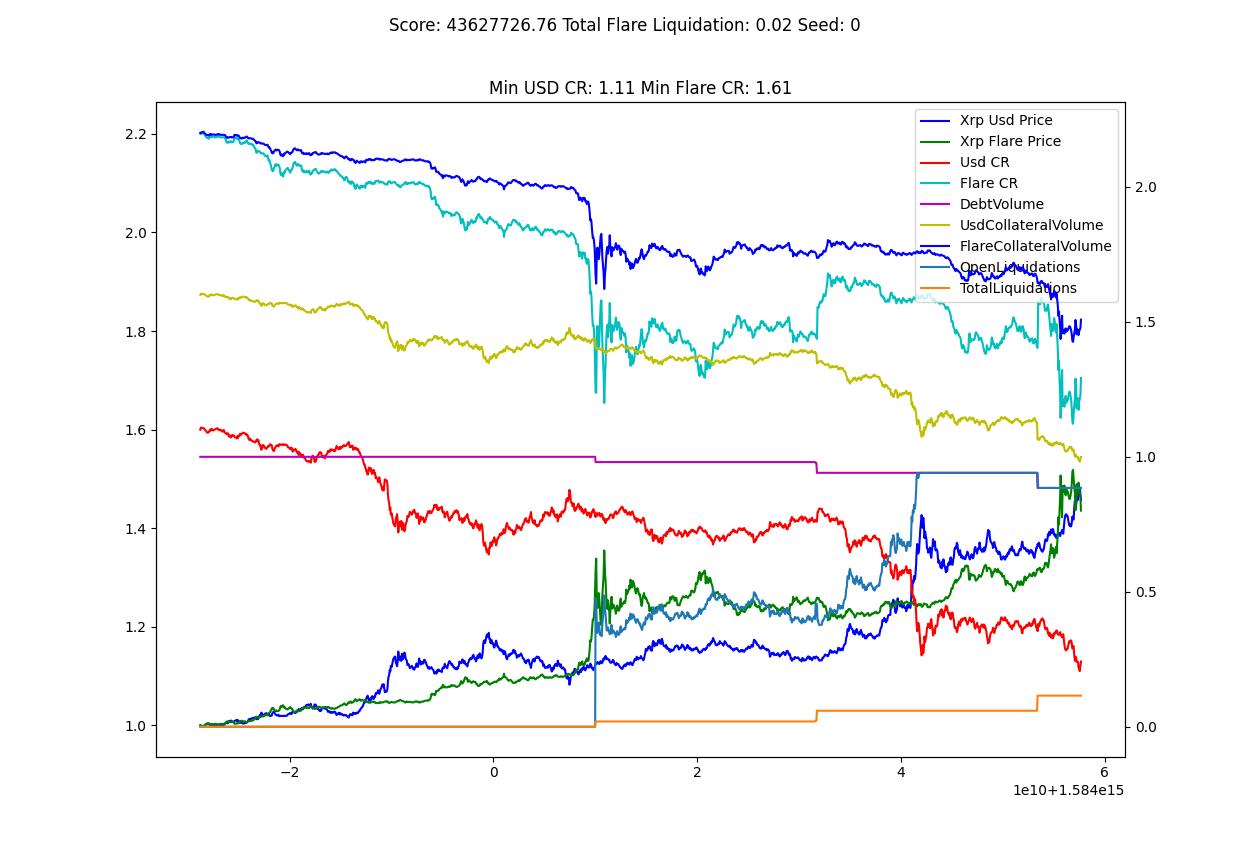 Score: 43627726.76 Total Flare Liquidation: 0.02 Seed: 0
Min USD CR: 1.11 Min Flare CR: 1.61
Xrp Usd Price
Xrp Flare Price
Usd CR
Flare CR
DebtVolume
UsdCollateralVolume
FlareCollateralVolume
OpenLiquidations
TotalLiquidations
2.2
2.0
1.8
1.6
1.4
1.2
1.0
2.0
1.5
1.0
0.5
0.0
−2 0 2 4 6
1e10+1.584e15